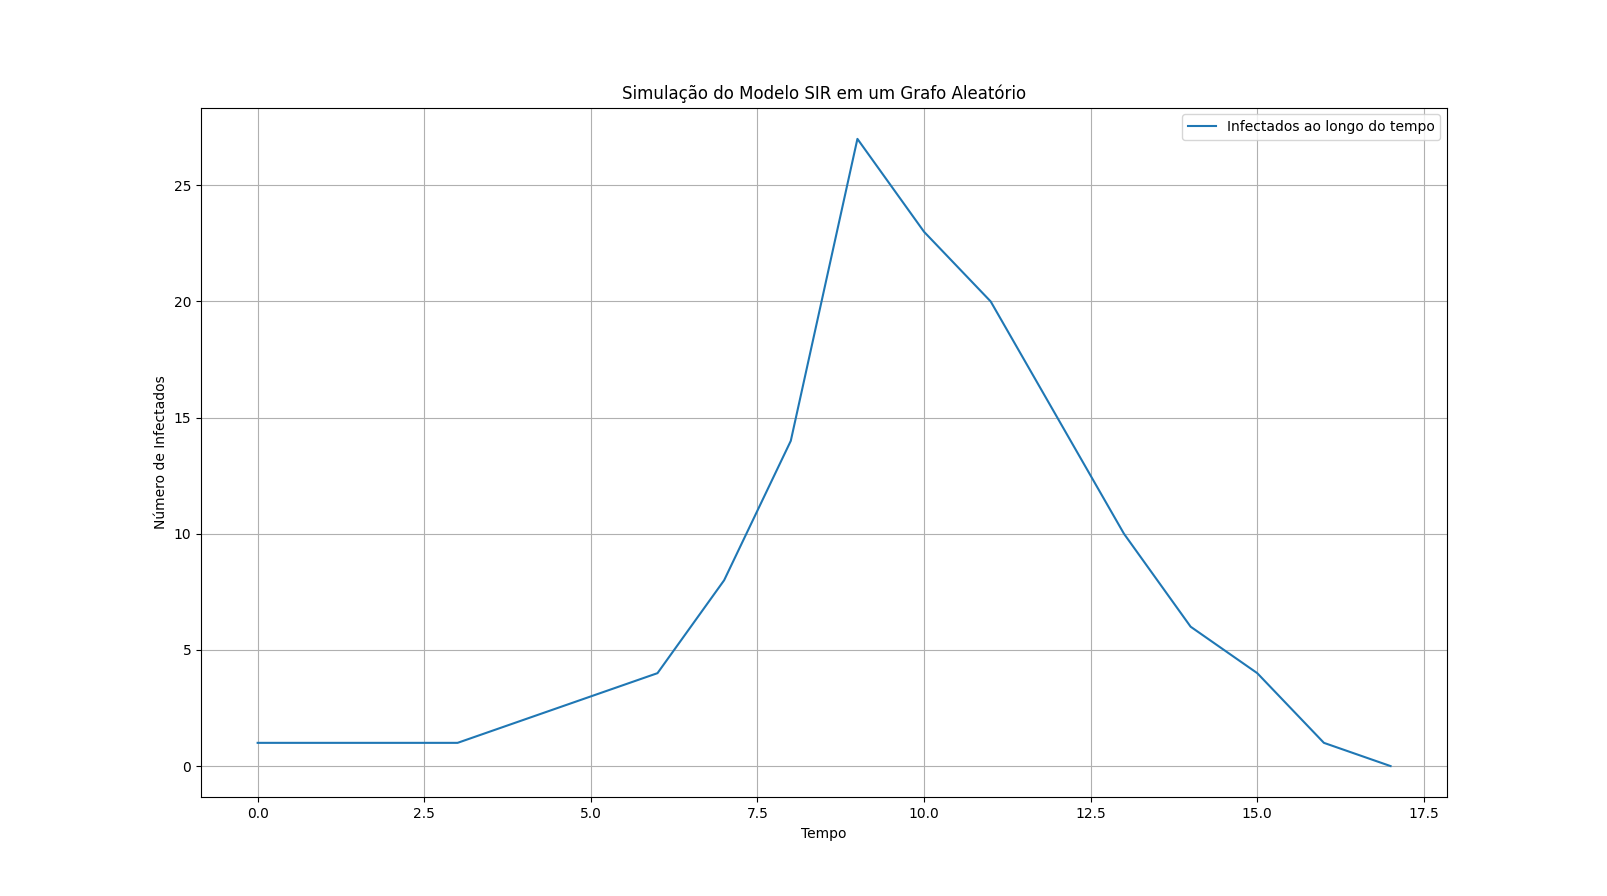 Simulação do Modelo SIR em um Grafo Aleatório
Infectados ao longo do tempo
25
20
15
10
5
0
Número de Infectados
0.0 2.5 5.0 7.5 10.0 12.5 15.0 17.5
Tempo